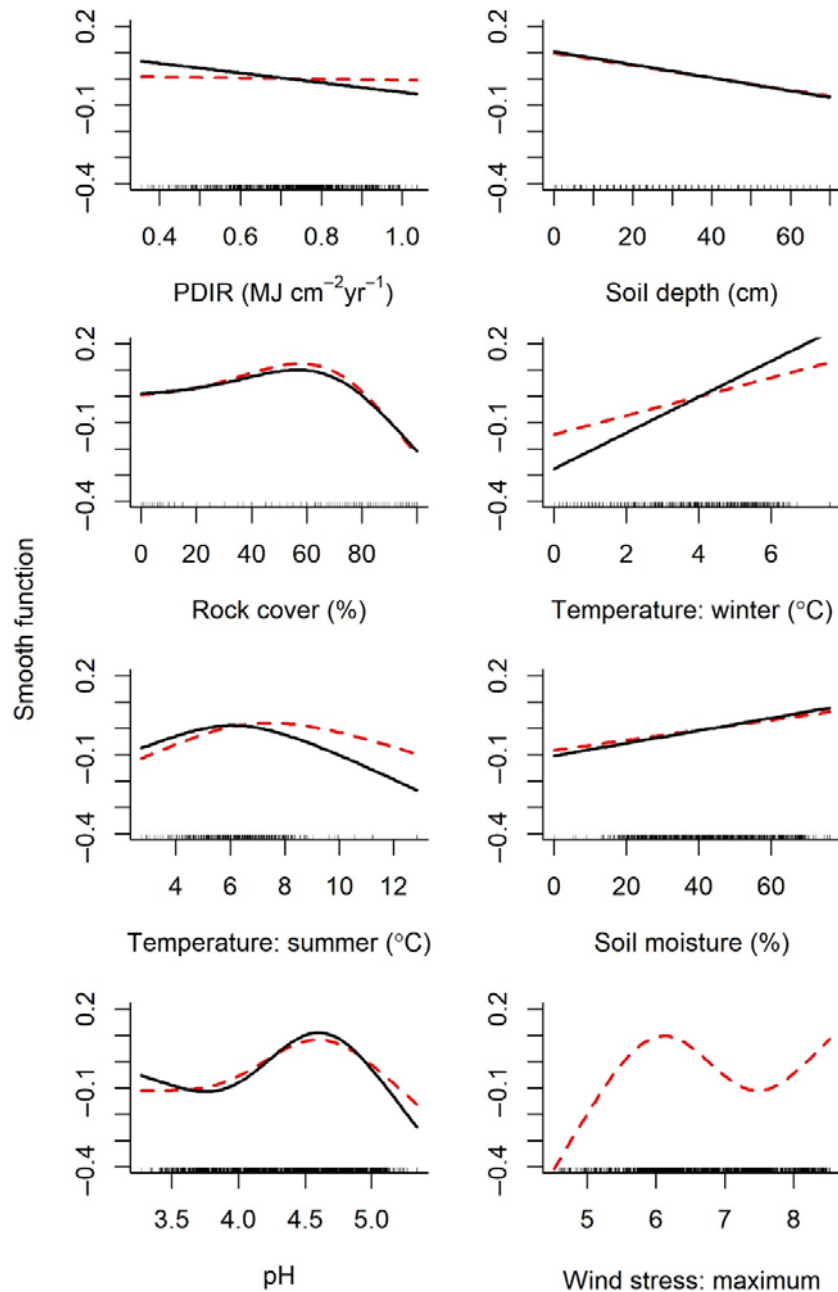 0.2
−0.1
−0.4
0.4 0.6 0.8 1.0
PDIR (MJ cm⁻²yr⁻¹)
0.2
−0.1
−0.4
0 20 40 60
Soil depth (cm)
0.2
−0.1
−0.4
0 20 40 60 80
Rock cover (%)
0.2
−0.1
−0.4
0 2 4 6
Temperature: winter (°C)
Smooth function
0.2
−0.1
−0.4
4 6 8 10 12
Temperature: summer (°C)
0.2
−0.1
−0.4
0 20 40 60
Soil moisture (%)
0.2
−0.1
−0.4
3.5 4.0 4.5 5.0
pH
0.2
−0.1
−0.4
5 6 7 8
Wind stress: maximum